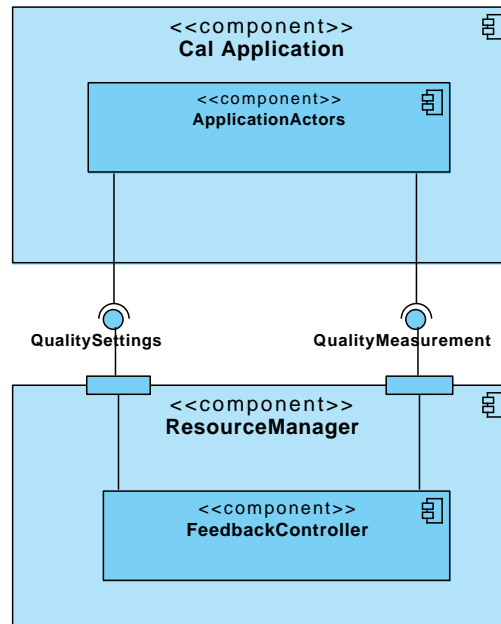 <<component>>
Cal Application
<<component>>
ApplicationActors
QualitySettings
QualityMeasurement
<<component>>
ResourceManager
<<component>>
FeedbackController